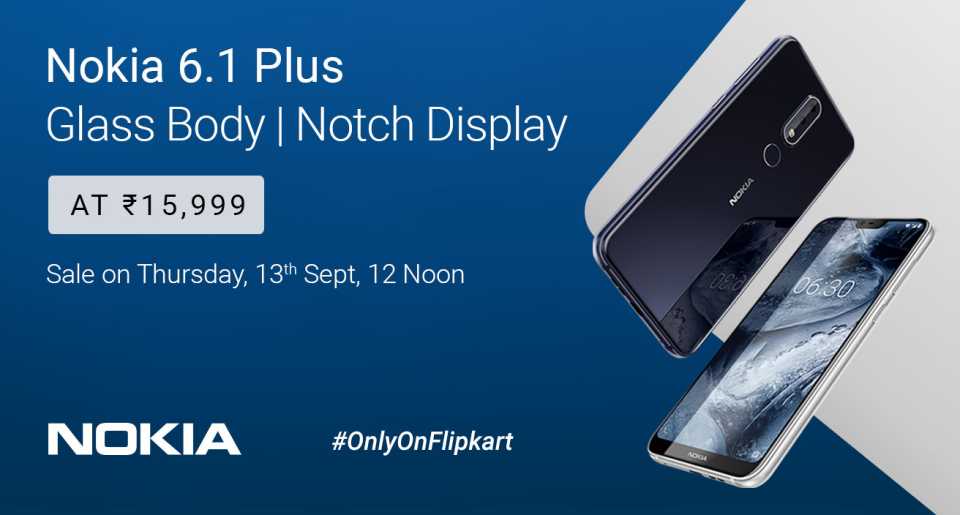 Nokia 6.1 Plus
Glass Body | Notch Display
AT ₹15,999
Sale on Thursday, 13th Sept, 12 Noon
NOKIA
#OnlyOnFlipkart
NOKIA
06:30
NOKIA